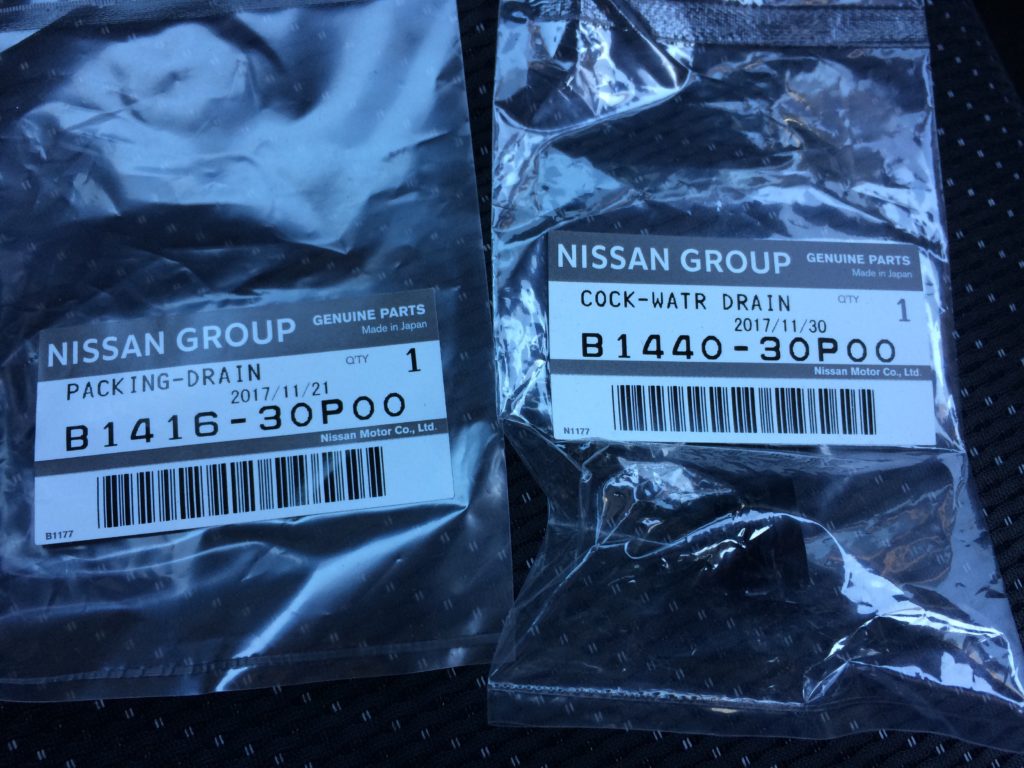 NISSAN GROUP GENUINE PARTS
Made in Japan
PACKING-DRAIN QTY 1
2017/11/21
B1416-30P00
Nissan Motor Co., Ltd.
B1177
NISSAN GROUP GENUINE PARTS
Made in Japan
COCK-WATR DRAIN QTY 1
2017/11/30
B1440-30P00
Nissan Motor Co., Ltd.
N1177